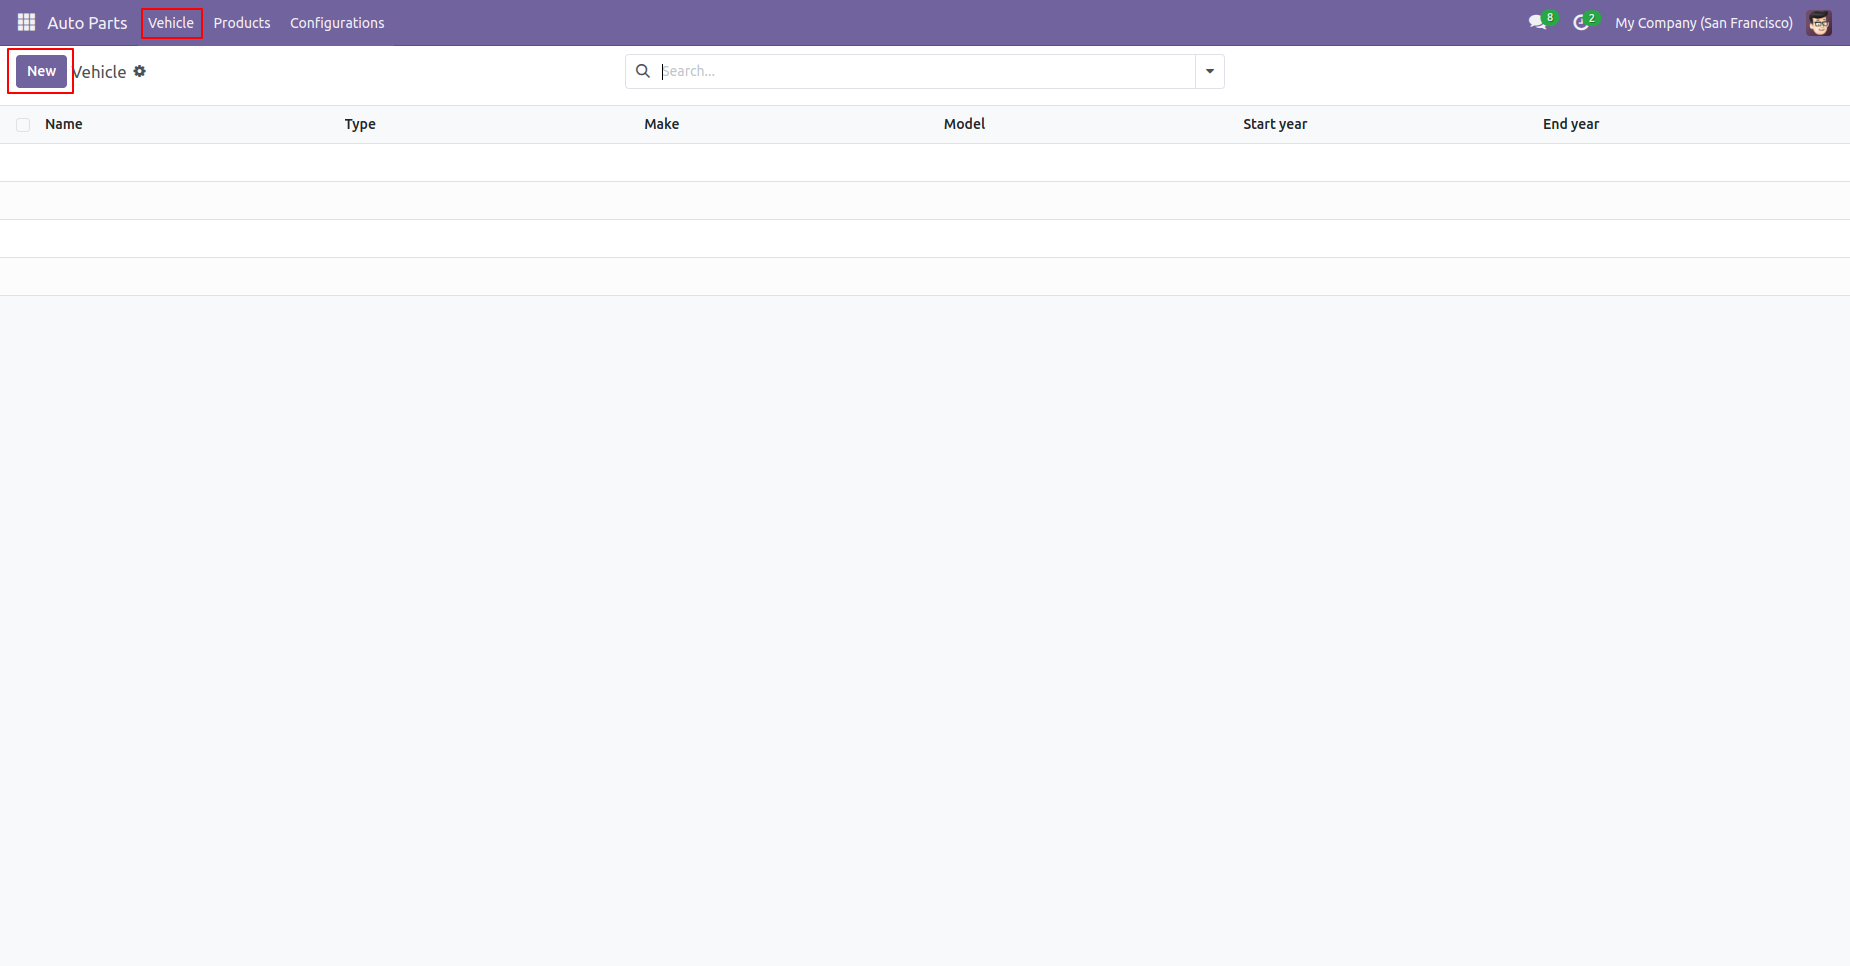 Auto Parts Vehicle Products Configurations 8 2 My Company (San Francisco)
New Vehicle Search...
Name Type Make Model Start year End year